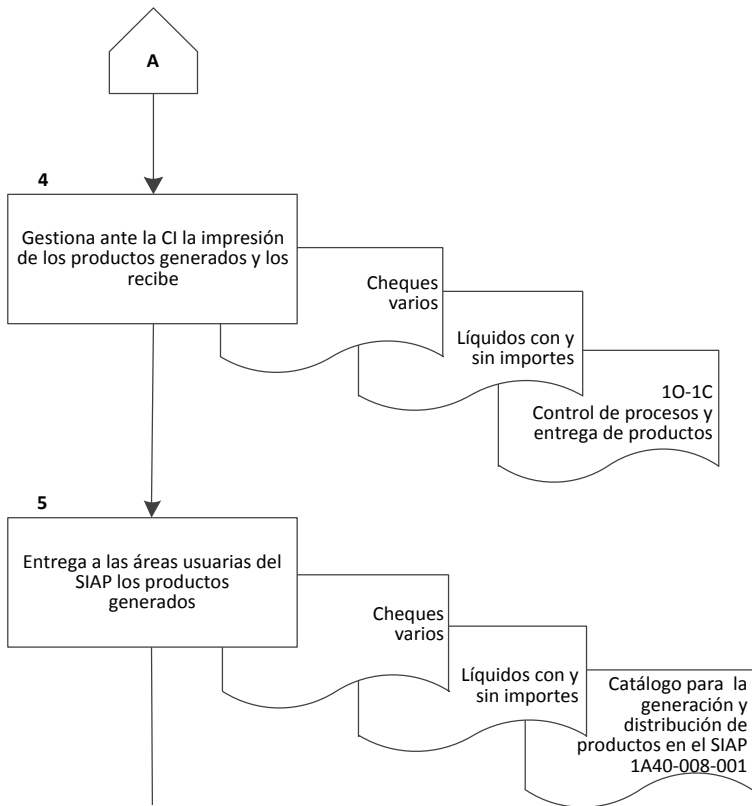 A
4
Gestiona ante la CI la impresión
de los productos generados y los
recibe
Cheques
varios
Líquidos con y
sin importes
1O-1C
Control de procesos y
entrega de productos
5
Entrega a las áreas usuarias del
SIAP los productos
generados
Cheques
varios
Líquidos con y
sin importes
Catálogo para la
generación y
distribución de
productos en el SIAP
1A40-008-001